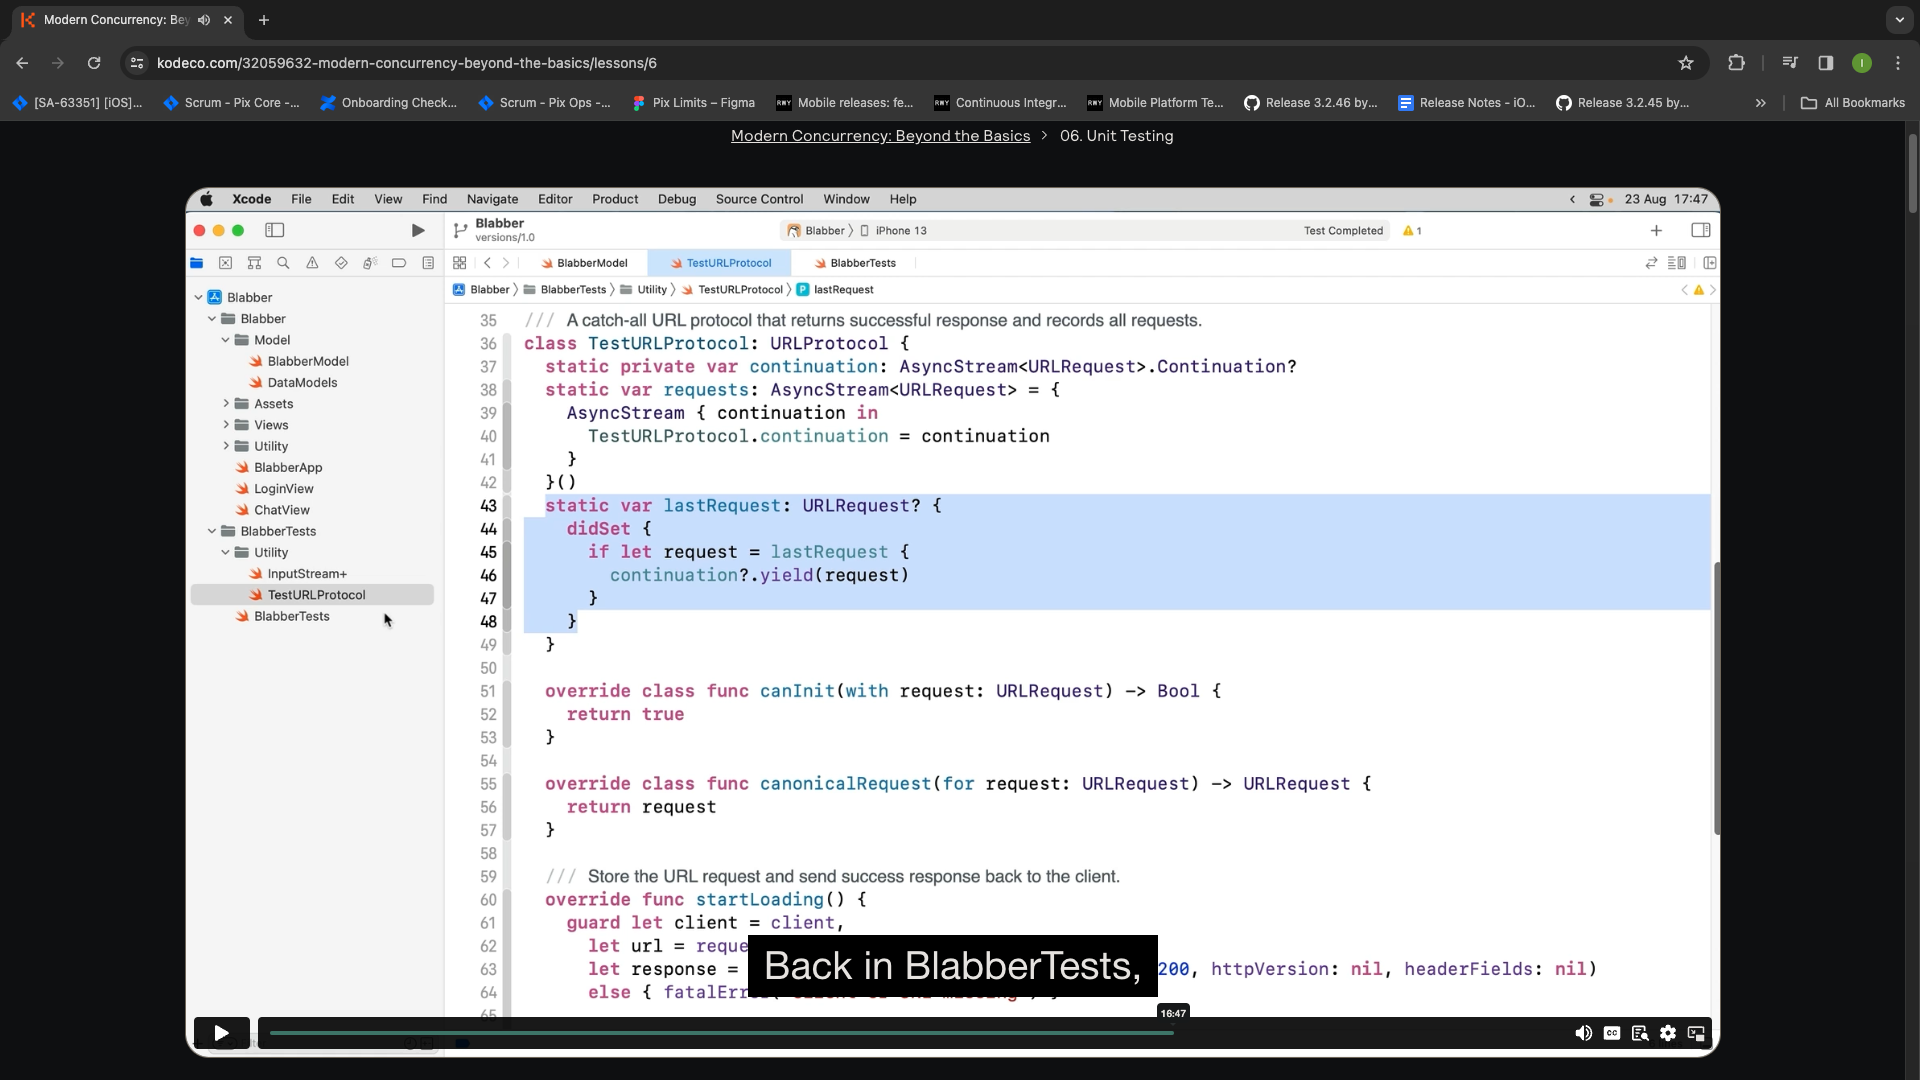 Modern Concurrency: Bey
kodeco.com/32059632-modern-concurrency-beyond-the-basics/lessons/6
I
[SA-63351] [iOS]...
Scrum - Pix Core -...
Onboarding Check...
Scrum - Pix Ops -...
Pix Limits – Figma
RWY Mobile releases: fe...
RWY Continuous Integr...
RWY Mobile Platform Te...
Release 3.2.46 by...
Release Notes - iO...
Release 3.2.45 by...
All Bookmarks
Modern Concurrency: Beyond the Basics > 06. Unit Testing
Xcode File Edit View Find Navigate Editor Product Debug Source Control Window Help
23 Aug 17:47
Blabber
versions/1.0
Blabber 〉 iPhone 13
Test Completed
1
BlabberModel
TestURLProtocol
BlabberTests
Blabber 〉 BlabberTests 〉 Utility 〉 TestURLProtocol 〉 P lastRequest
Blabber
Blabber
Model
BlabberModel
DataModels
Assets
Views
Utility
BlabberApp
LoginView
ChatView
BlabberTests
Utility
InputStream+
TestURLProtocol
BlabberTests
35 /// A catch-all URL protocol that returns successful response and records all requests.
36 class TestURLProtocol: URLProtocol {
37 static private var continuation: AsyncStream<URLRequest>.Continuation?
38 static var requests: AsyncStream<URLRequest> = {
39 AsyncStream { continuation in
40 TestURLProtocol.continuation = continuation
41 }
42 }()
43 static var lastRequest: URLRequest? {
44 didSet {
45 if let request = lastRequest {
46 continuation?.yield(request)
47 }
48 }
49 }
50
51 override class func canInit(with request: URLRequest) -> Bool {
52 return true
53 }
54
55 override class func canonicalRequest(for request: URLRequest) -> URLRequest {
56 return request
57 }
58
59 /// Store the URL request and send success response back to the client.
60 override func startLoading() {
61 guard let client = client,
62 let url = reque
63 let response = 200, httpVersion: nil, headerFields: nil)
64 else { fatalErr
65
Back in BlabberTests,
16:47
CC